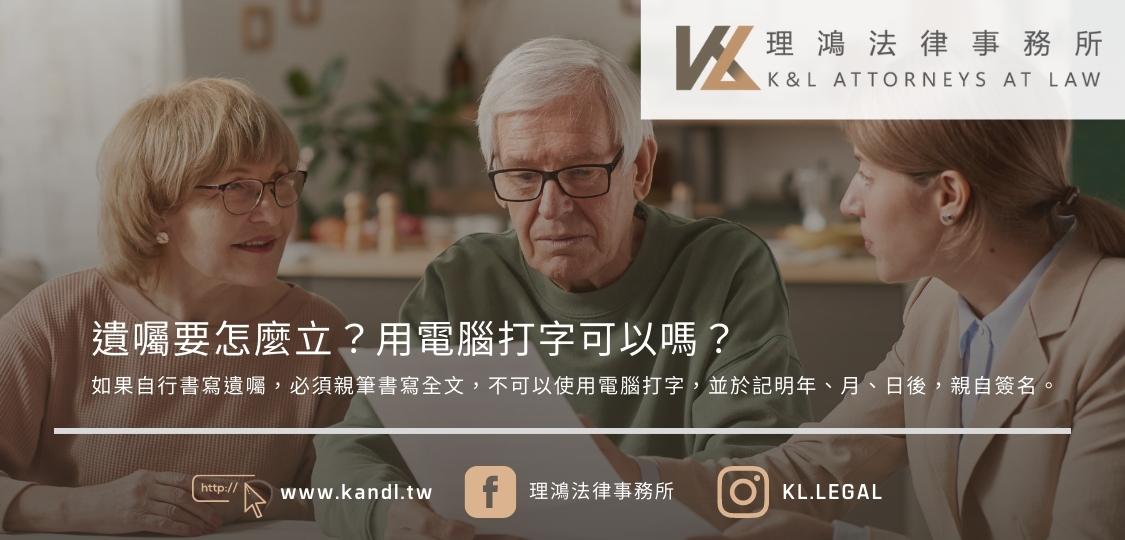 理鴻法律事務所
K&L ATTORNEYS AT LAW
遺囑要怎麼立？用電腦打字可以嗎？
如果自行書寫遺囑，必須親筆書寫全文，不可以使用電腦打字，並於記明年、月、日後，親自簽名。
http://
www.kandl.tw
理鴻法律事務所
KL.LEGAL